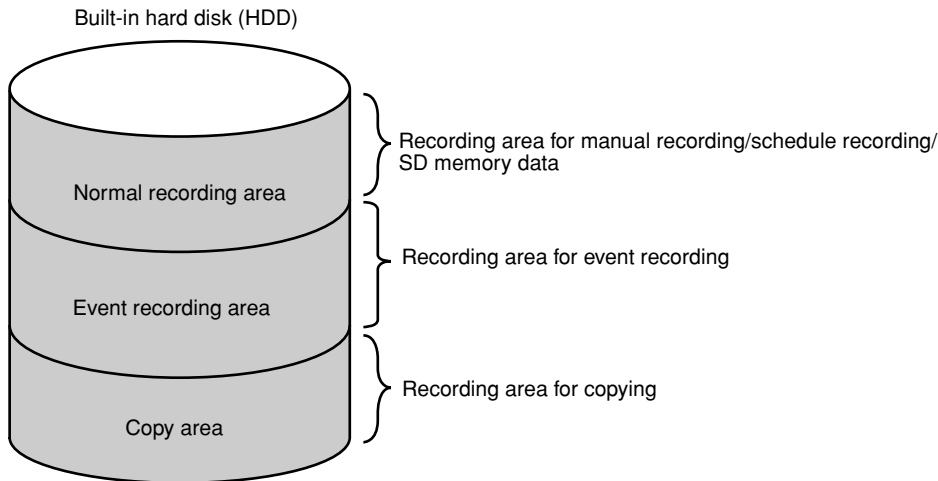 Built-in hard disk (HDD)
Recording area for manual recording/schedule recording/
SD memory data
Normal recording area
Recording area for event recording
Event recording area
Recording area for copying
Copy area